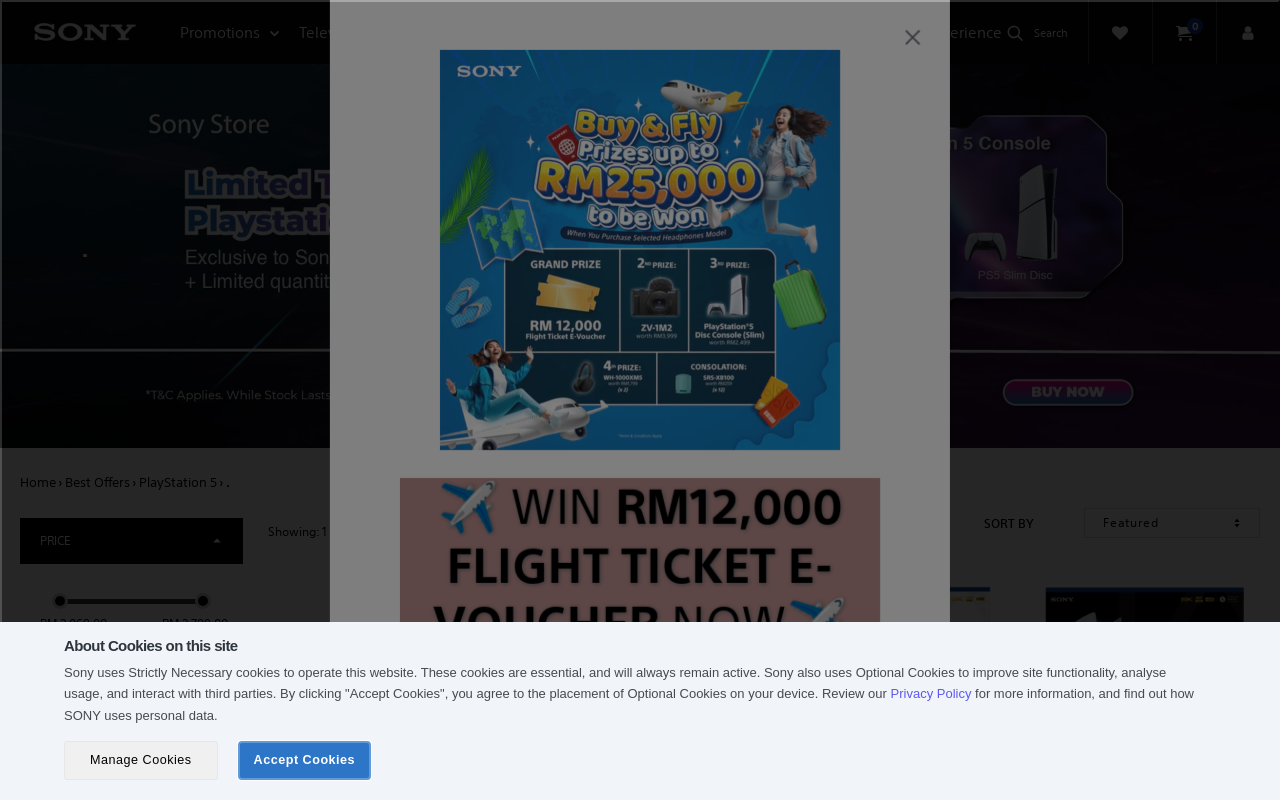 SONY
Promotions
Search
0
Sony Store
Limited
Playstation
Exclusive to Son
+ Limited quantit
*T&C Applies. While Stock Lasts
5 Console
PS5 Slim Disc
BUY NOW
SONY
PASSPORT
Buy & Fly
Prizes up to
RM25,000
to be Won
When You Purchase Selected Headphones Model
GRAND PRIZE
RM 12,000
Flight Ticket E-Voucher
2ND PRIZE:
ZV-1M2
worth RM3,999
3RD PRIZE:
PlayStation®5
Disc Console (Slim)
worth RM2,499
4th PRIZE:
WH-1000XM5
CONSOLATION:
SRS-XB100
WIN RM12,000
FLIGHT TICKET E-
VOUCHER NOW
Home › Best Offers › PlayStation 5 › .
PRICE
Showing: 1
SORT BY
Featured
SONY
About Cookies on this site
Sony uses Strictly Necessary cookies to operate this website. These cookies are essential, and will always remain active. Sony also uses Optional Cookies to improve site functionality, analyse
usage, and interact with third parties. By clicking "Accept Cookies", you agree to the placement of Optional Cookies on your device. Review our Privacy Policy for more information, and find out how
SONY uses personal data.
Manage Cookies
Accept Cookies